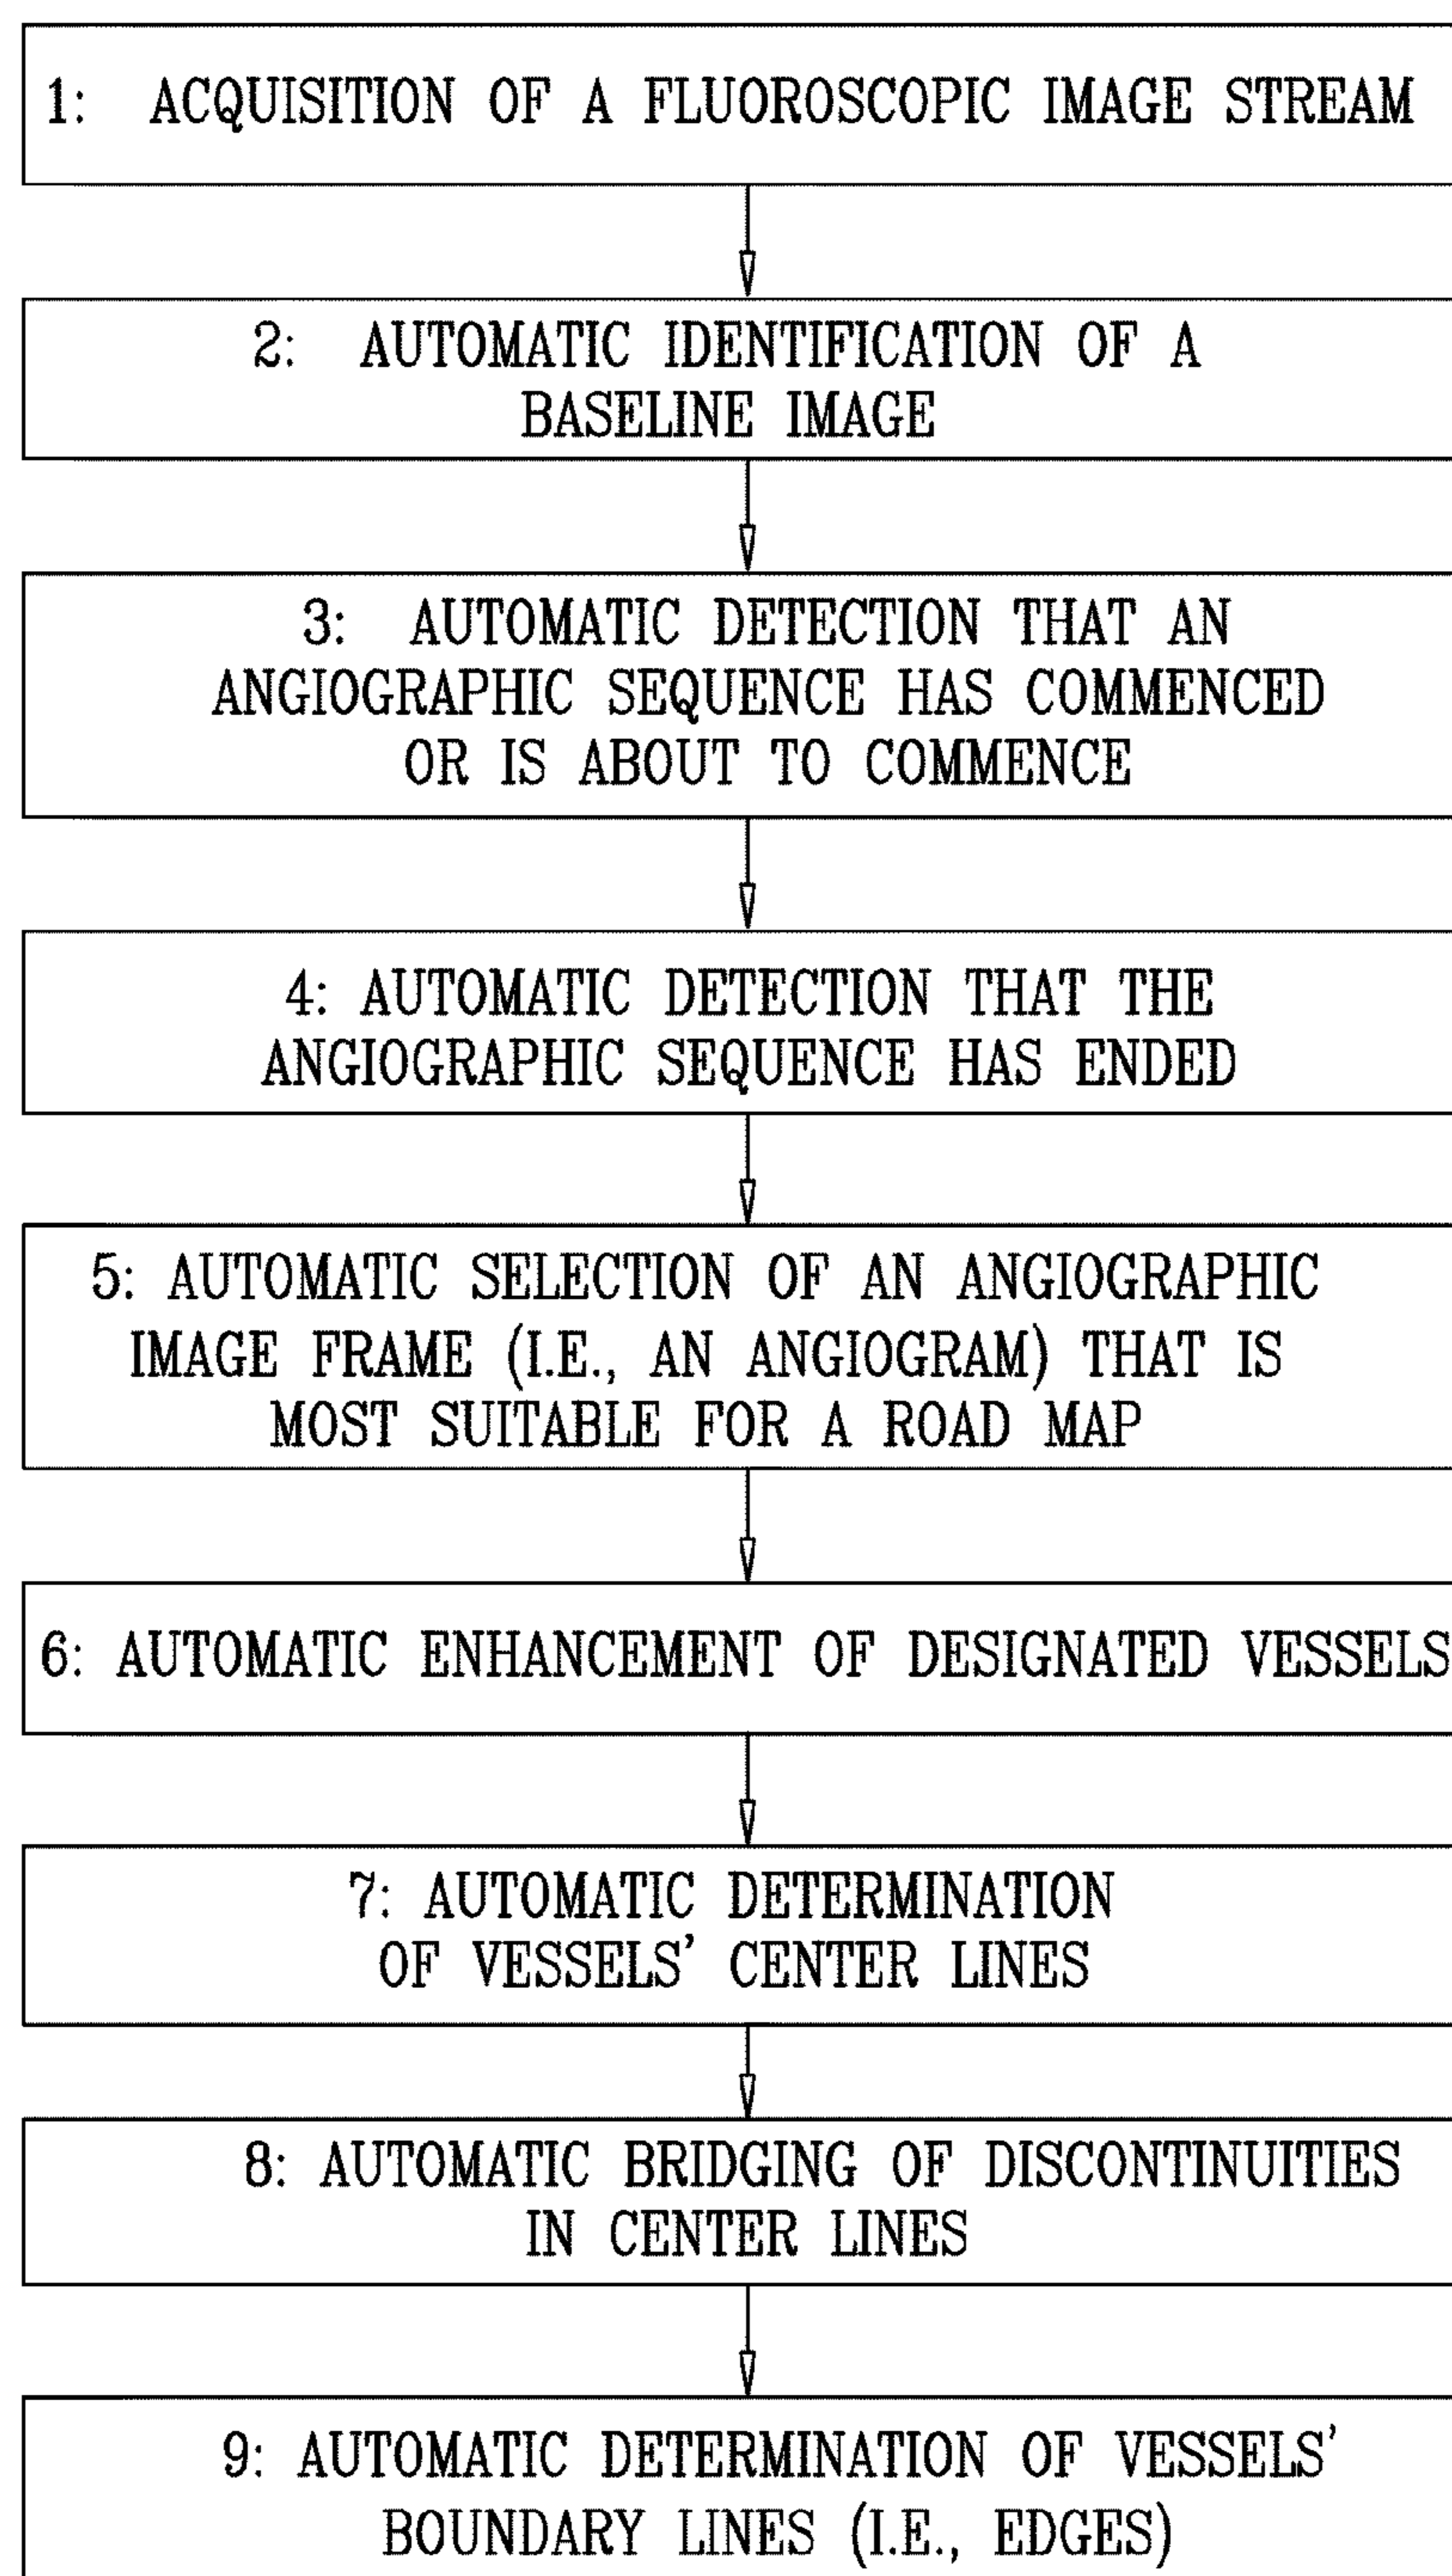 1: ACQUISITION OF A FLUOROSCOPIC IMAGE STREAM
2: AUTOMATIC IDENTIFICATION OF A
BASELINE IMAGE
3: AUTOMATIC DETECTION THAT AN
ANGIOGRAPHIC SEQUENCE HAS COMMENCED
OR IS ABOUT TO COMMENCE
4: AUTOMATIC DETECTION THAT THE
ANGIOGRAPHIC SEQUENCE HAS ENDED
5: AUTOMATIC SELECTION OF AN ANGIOGRAPHIC
IMAGE FRAME (I.E., AN ANGIOGRAM) THAT IS
MOST SUITABLE FOR A ROAD MAP
6: AUTOMATIC ENHANCEMENT OF DESIGNATED VESSELS
7: AUTOMATIC DETERMINATION
OF VESSELS' CENTER LINES
8: AUTOMATIC BRIDGING OF DISCONTINUITIES
IN CENTER LINES
9: AUTOMATIC DETERMINATION OF VESSELS'
BOUNDARY LINES (I.E., EDGES)